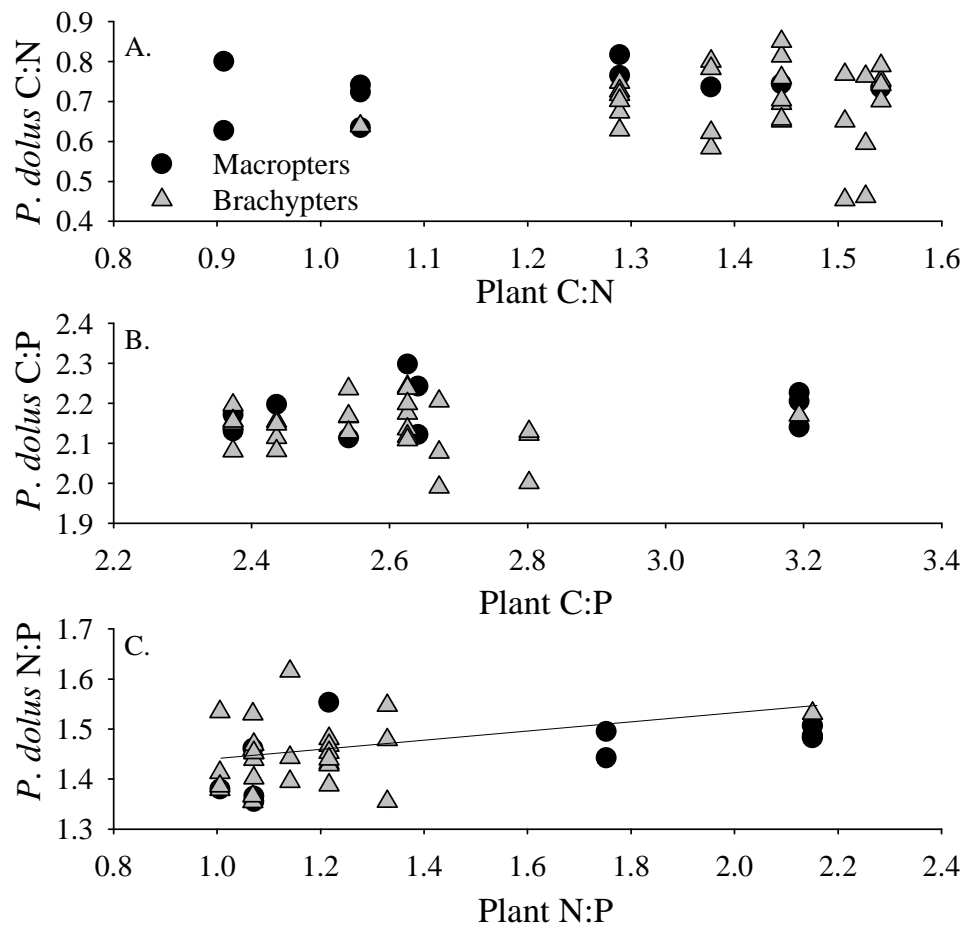 A.
P. dolus C:N
0.9
0.8
0.7
0.6
0.5
0.4
Macropters
Brachypters
0.8 0.9 1.0 1.1 1.2 1.3 1.4 1.5 1.6
Plant C:N
B.
P. dolus C:P
2.4
2.3
2.2
2.1
2.0
1.9
2.2 2.4 2.6 2.8 3.0 3.2 3.4
Plant C:P
C.
P. dolus N:P
1.7
1.6
1.5
1.4
1.3
0.8 1.0 1.2 1.4 1.6 1.8 2.0 2.2 2.4
Plant N:P